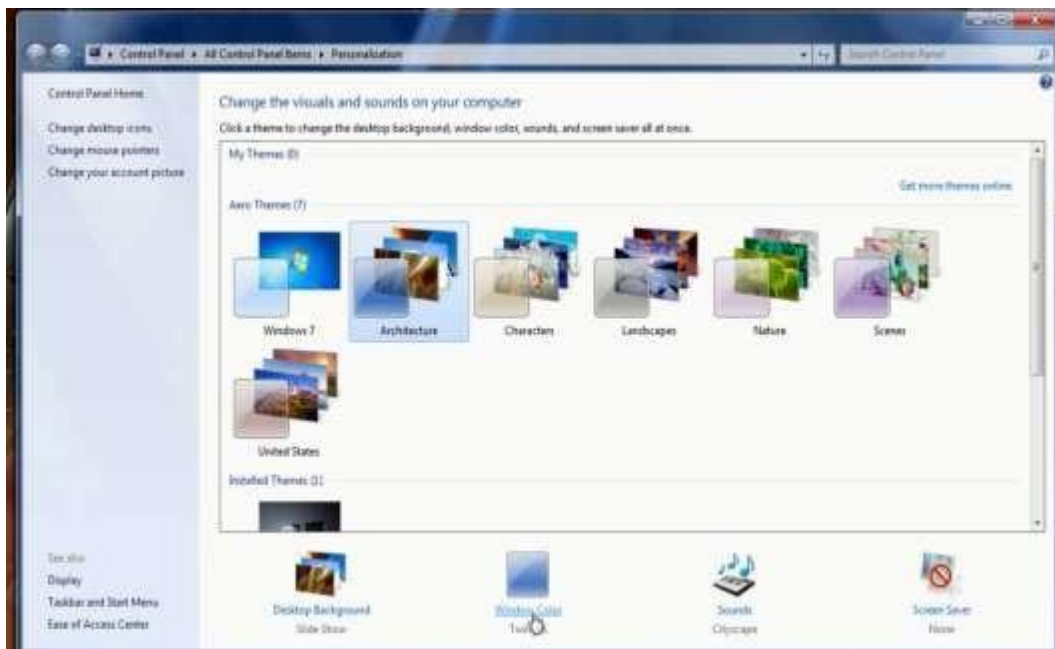 Control Panel ▸ All Control Panel Items ▸ Personalization
Search Control Panel
Control Panel Home
Change desktop icons
Change mouse pointers
Change your account picture
Change the visuals and sounds on your computer
Click a theme to change the desktop background, window color, sounds, and screen saver all at once.
My Themes (0)
Get more themes online
Aero Themes (7)
Windows 7
Architecture
Characters
Landscapes
Nature
Scenes
United States
Installed Themes (1)
See also
Display
Taskbar and Start Menu
Ease of Access Center
Desktop Background
Slide Show
Window Color
Sounds
Cityscape
Screen Saver
None